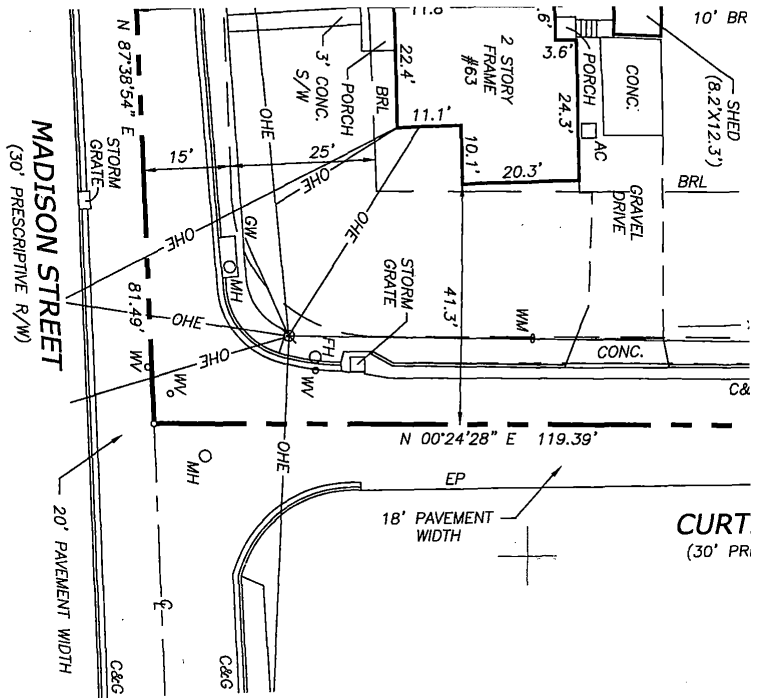 11.8
.6'
10' BR
N 87°38'54" E
3' CONC.
S/W
PORCH
BRL
22.4'
2 STORY
FRAME
#63
3.6'
PORCH
CONC.
SHED
(8.2'X12.3')
24.3'
AC
OHE
11.1'
10.1'
20.3'
15'
25'
BRL
GRAVEL
DRIVE
MADISON STREET
(30' PRESCRIPTIVE R/W)
STORM
GRATE
OHE
OHE
OHE
GW
MH
STORM
GRATE
41.3'
WM
81.49'
OHE
OHE
FH
WV
WV
WV
CONC.
C&
N 00°24'28" E 119.39'
MH
OHE
EP
18' PAVEMENT
WIDTH
CURT
(30' PR
20' PAVEMENT WIDTH
CL
C&G
C&G